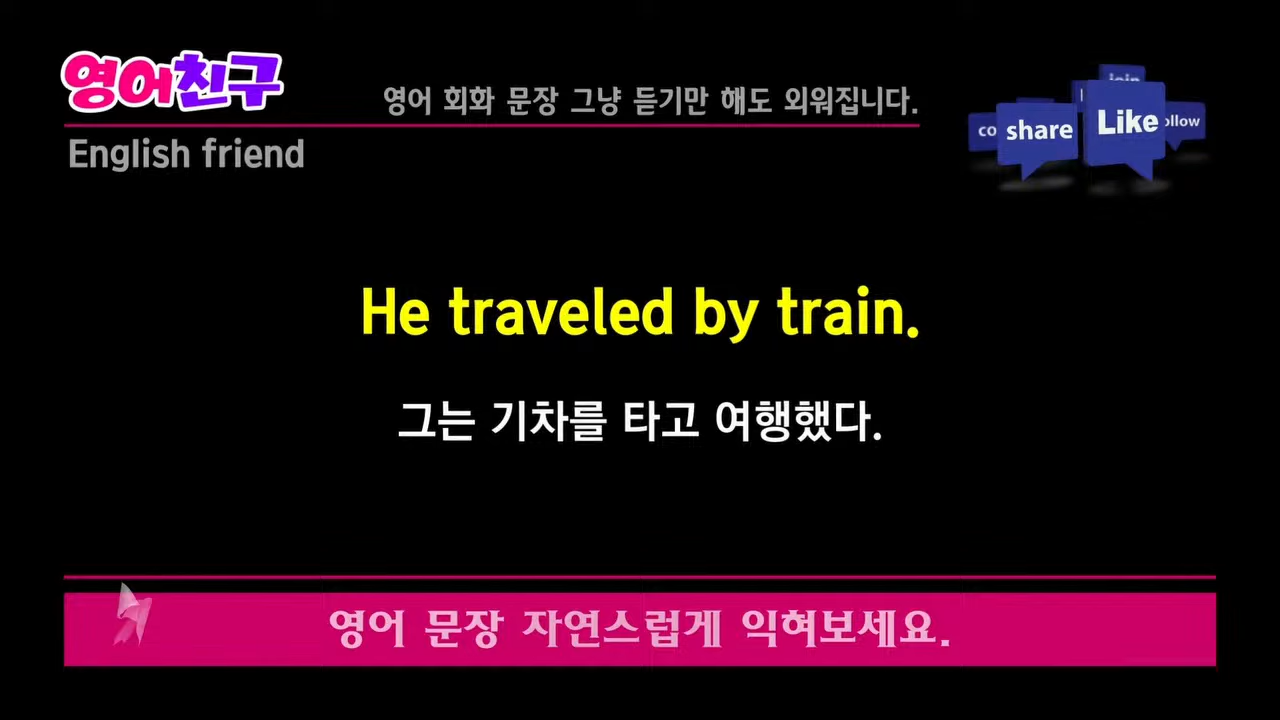 영어친구
영어 회화 문장 그냥 듣기만 해도 외워집니다.
English friend
join
share
Like
He traveled by train.
그는 기차를 타고 여행했다.
영어 문장 자연스럽게 익혀보세요.